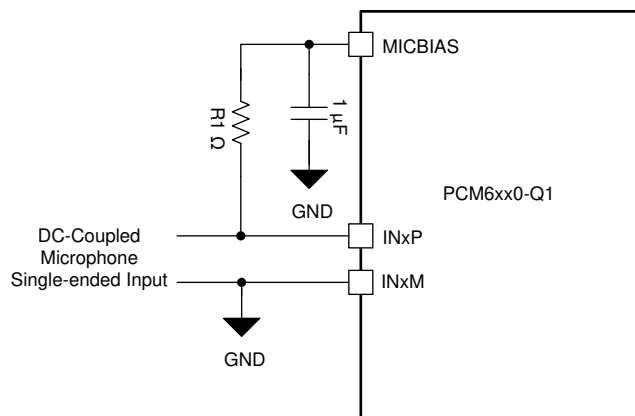 MICBIAS
R1 Ω
1 µF
GND
PCM6xx0-Q1
DC-Coupled
Microphone
Single-ended Input
INxP
INxM
GND